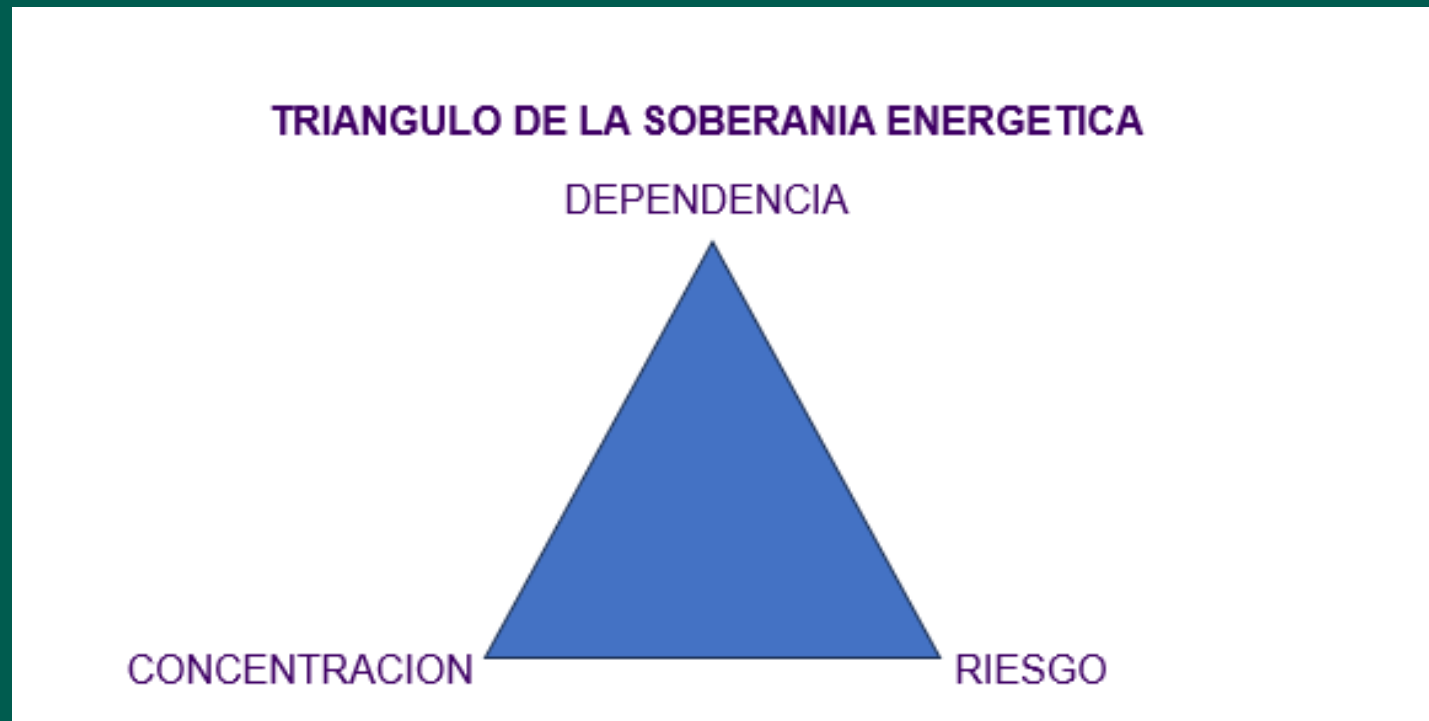 TRIANGULO DE LA SOBERANIA ENERGETICA
DEPENDENCIA
CONCENTRACION
RIESGO